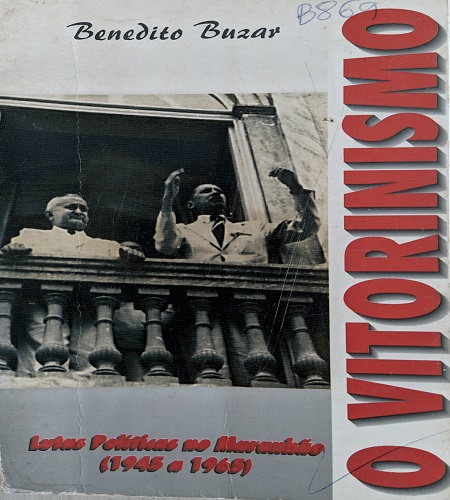 Benedito Buzar
B869
O VITORINISMO
Lutas Políticas no Maranhão
(1945 a 1965)